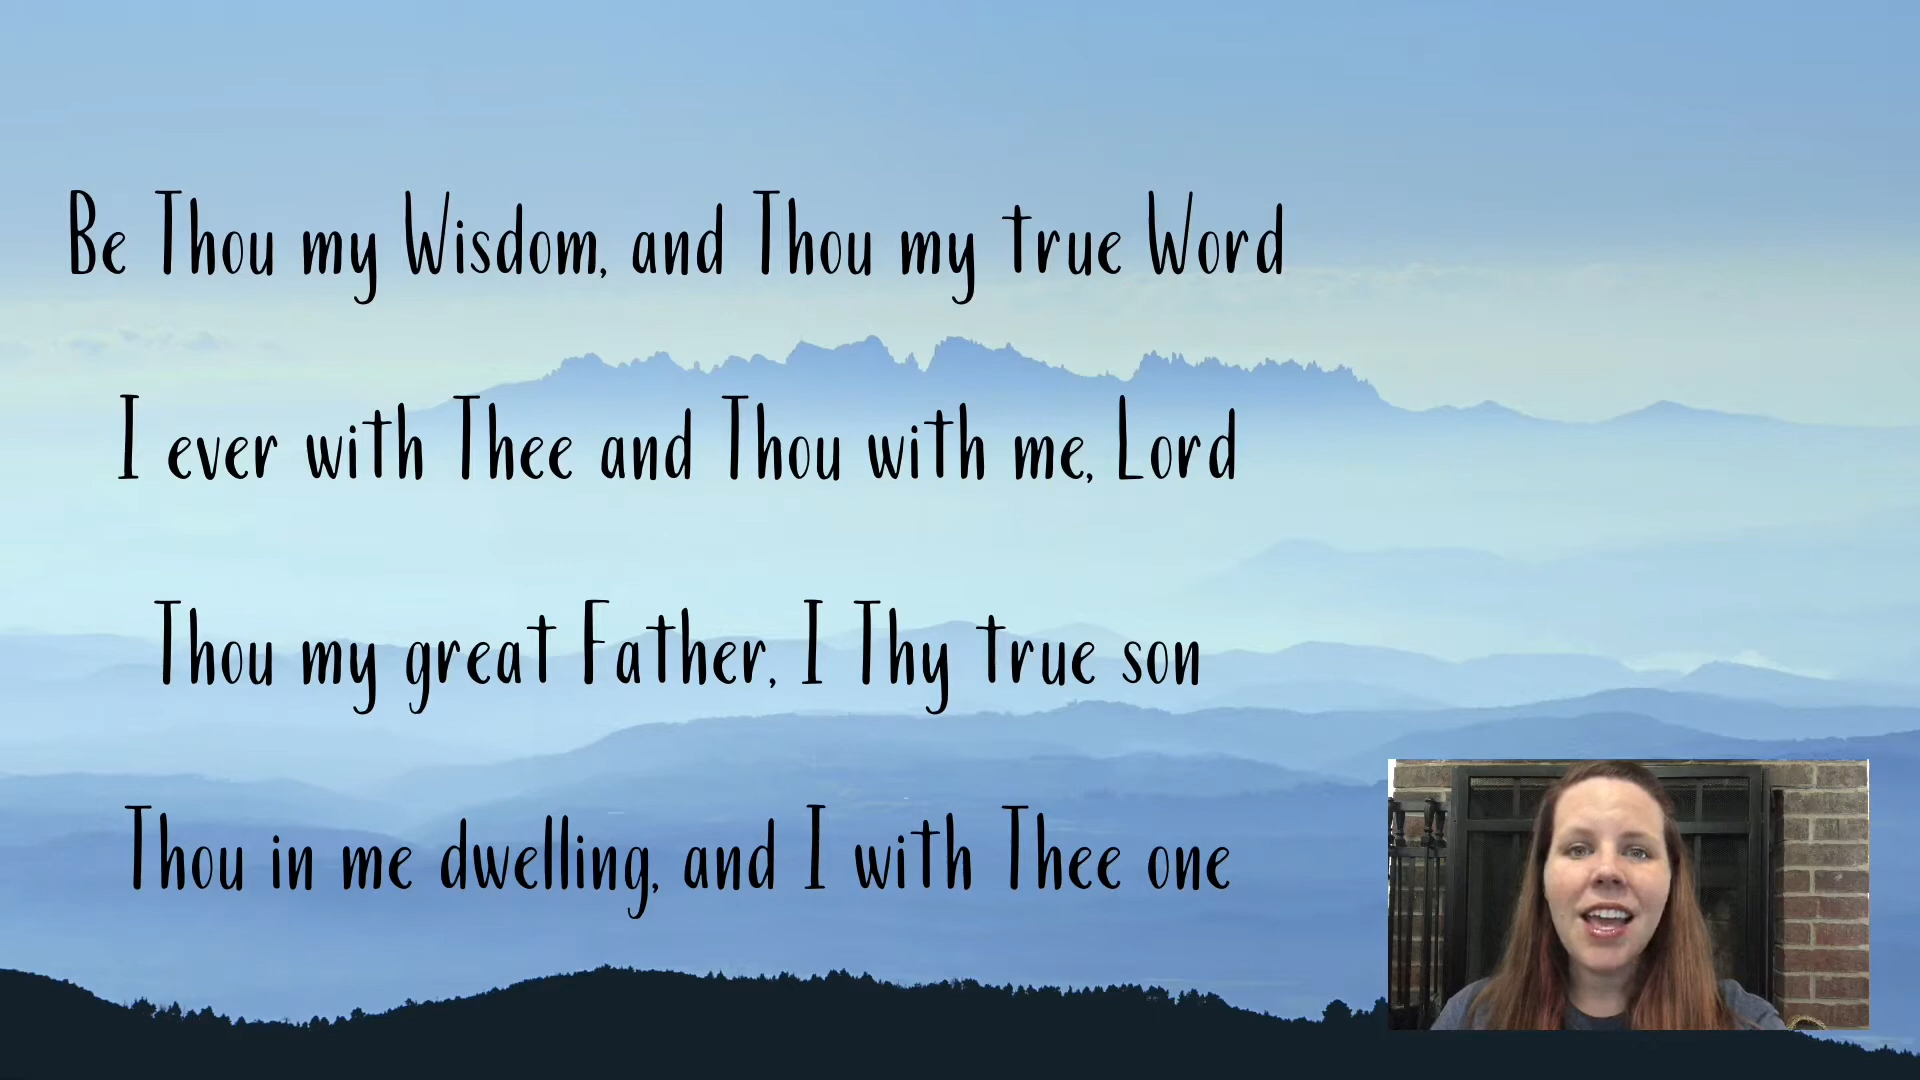 Be Thou my Wisdom, and Thou my true Word
I ever with Thee and Thou with me, Lord
Thou my great Father, I Thy true son
Thou in me dwelling, and I with Thee one